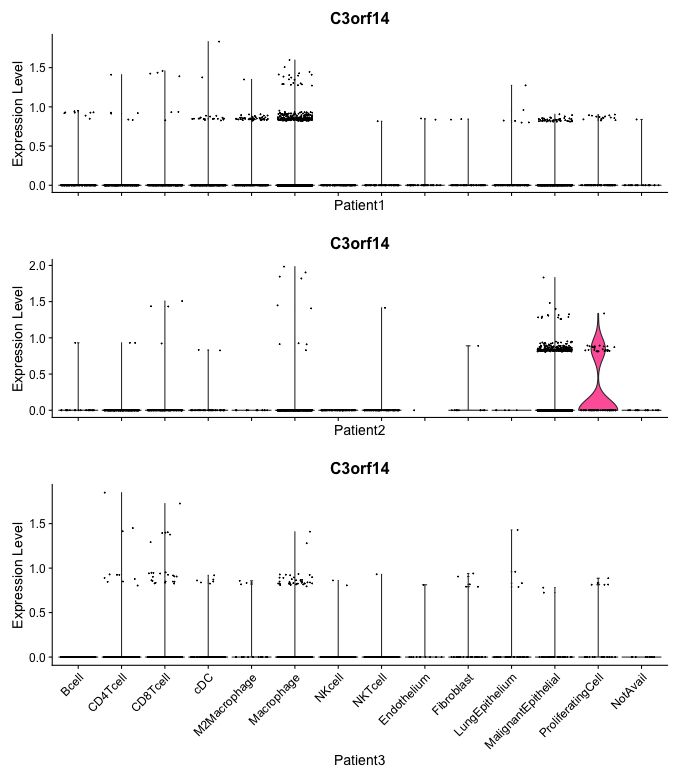 C3orf14
Expression Level
1.5
1.0
0.5
0.0
Patient1
C3orf14
Expression Level
2.0
1.5
1.0
0.5
0.0
Patient2
C3orf14
Expression Level
1.5
1.0
0.5
0.0
Bcell
CD4Tcell
CD8Tcell
cDC
M2Macrophage
Macrophage
NKcell
NKTcell
Endothelium
Fibroblast
LungEpithelium
MalignantEpithelial
ProliferatingCell
NotAvail
Patient3